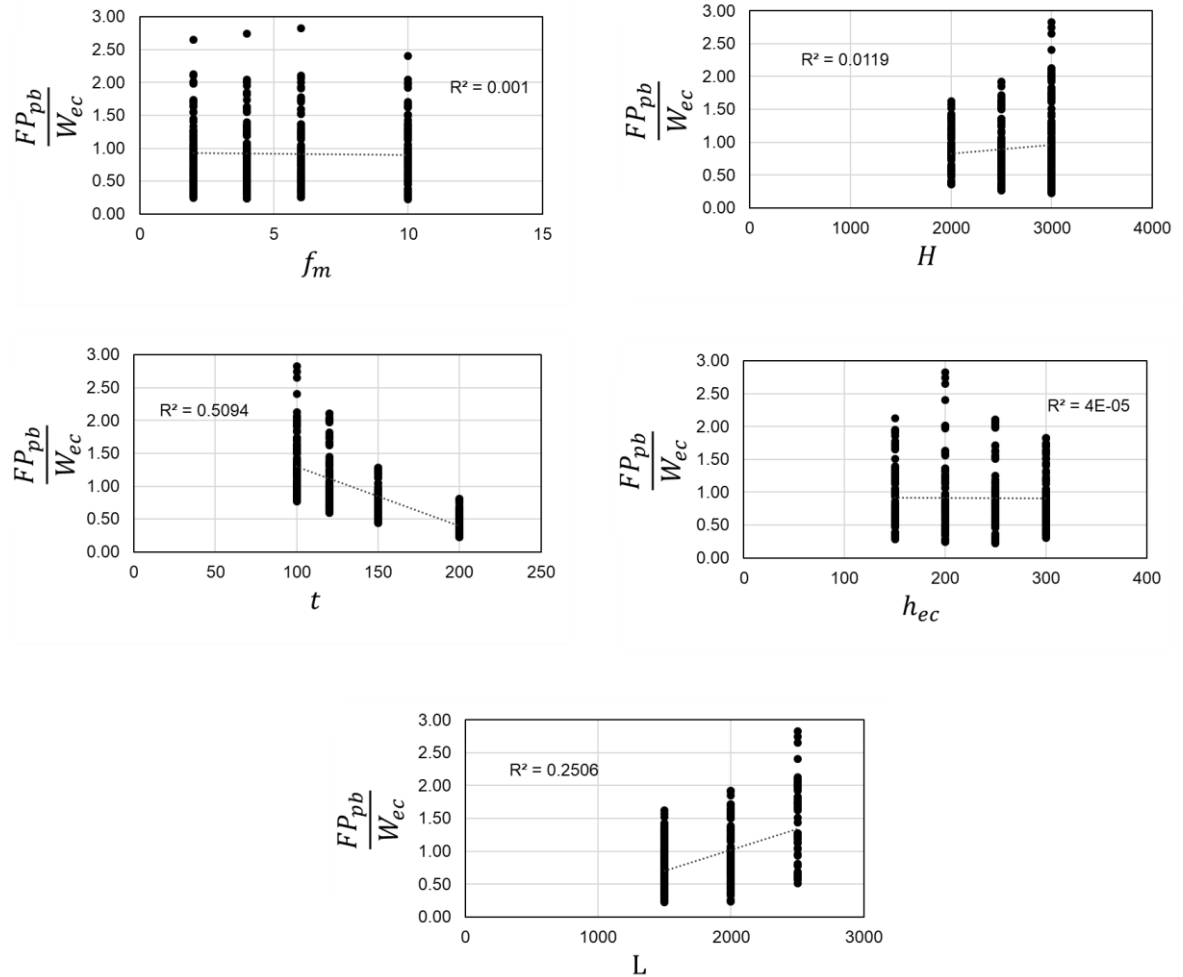 3.00
2.50
2.00
1.50
1.00
0.50
0.00
FP_pb
W_ec
R² = 0.001
0 5 10 15
f_m
3.00
2.50
2.00
1.50
1.00
0.50
0.00
FP_pb
W_ec
R² = 0.0119
0 1000 2000 3000 4000
H
3.00
2.50
2.00
1.50
1.00
0.50
0.00
FP_pb
W_ec
R² = 0.5094
0 50 100 150 200 250
t
3.00
2.50
2.00
1.50
1.00
0.50
0.00
FP_pb
W_ec
R² = 4E-05
0 100 200 300 400
h_ec
3.00
2.50
2.00
1.50
1.00
0.50
0.00
FP_pb
W_ec
R² = 0.2506
0 1000 2000 3000
L